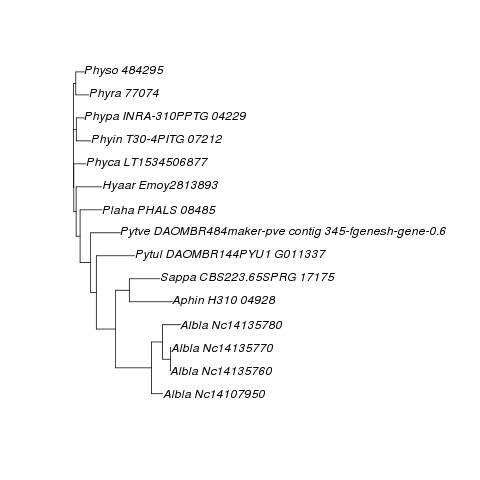 Physo 484295
Phyra 77074
Phypa INRA-310PPTG 04229
Phyin T30-4PITG 07212
Phyca LT1534506877
Hyaar Emoy2813893
Plaha PHALS 08485
Pytve DAOMBR484maker-pve contig 345-fgenesh-gene-0.6
Pytul DAOMBR144PYU1 G011337
Sappa CBS223.65SPRG 17175
Aphin H310 04928
Albla Nc14135780
Albla Nc14135770
Albla Nc14135760
Albla Nc14107950